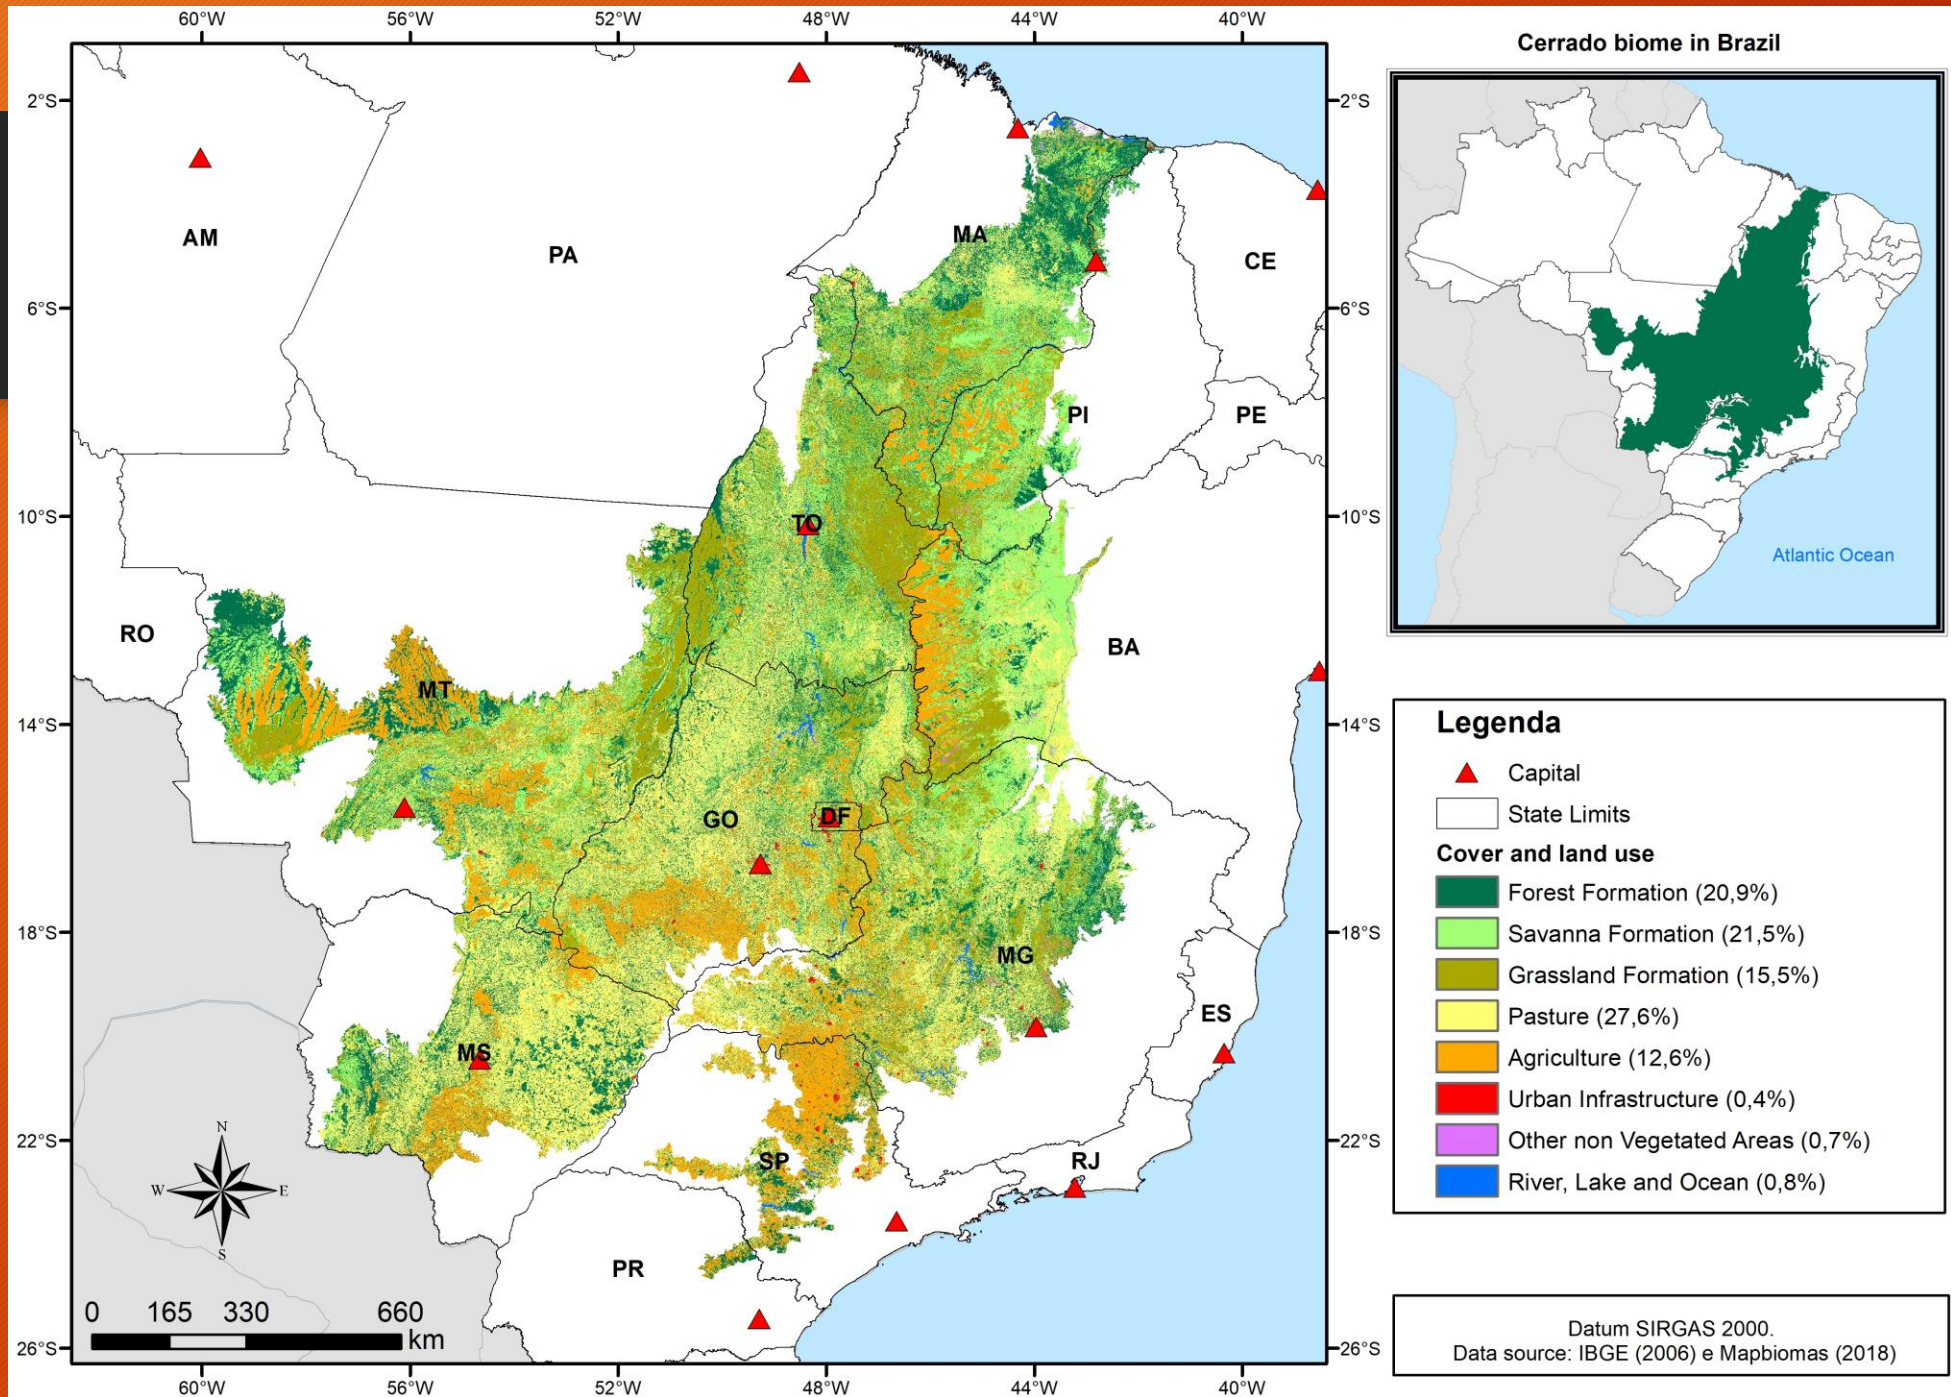 60°W 56°W 52°W 48°W 44°W 40°W
2°S 2°S
6°S 6°S
10°S 10°S
14°S 14°S
18°S 18°S
22°S 22°S
26°S 26°S
60°W 56°W 52°W 48°W 44°W 40°W
AM
PA
MA
CE
PI
PE
TO
RO
MT
BA
GO
DF
MG
ES
MS
SP
RJ
PR
N
W E
S
0 165 330 660
km
Cerrado biome in Brazil
Atlantic Ocean
Legenda
Capital
State Limits
Cover and land use
Forest Formation (20,9%)
Savanna Formation (21,5%)
Grassland Formation (15,5%)
Pasture (27,6%)
Agriculture (12,6%)
Urban Infrastructure (0,4%)
Other non Vegetated Areas (0,7%)
River, Lake and Ocean (0,8%)
Datum SIRGAS 2000.
Data source: IBGE (2006) e Mapbiomas (2018)